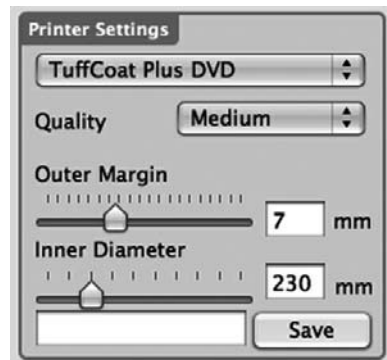 Printer Settings
TuffCoat Plus DVD
Quality Medium
Outer Margin
7 mm
Inner Diameter
230 mm
Save